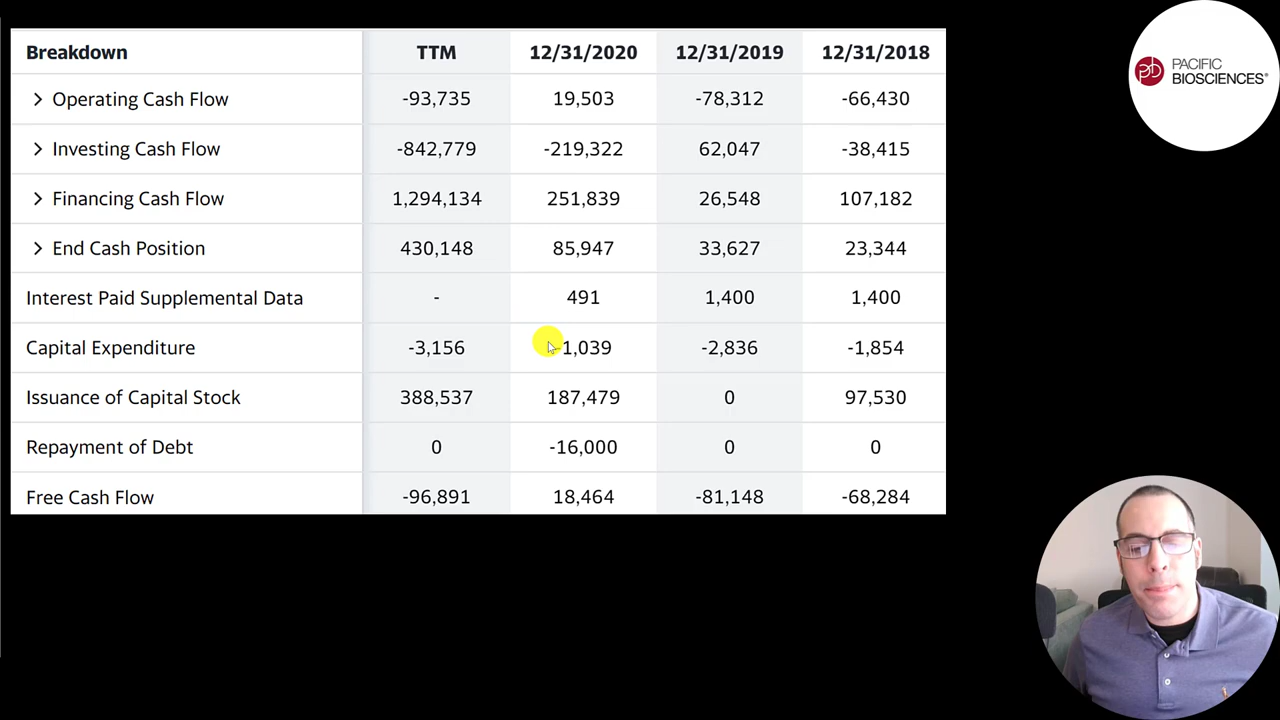 Breakdown TTM 12/31/2020 12/31/2019 12/31/2018
Operating Cash Flow -93,735 19,503 -78,312 -66,430
Investing Cash Flow -842,779 -219,322 62,047 -38,415
Financing Cash Flow 1,294,134 251,839 26,548 107,182
End Cash Position 430,148 85,947 33,627 23,344
Interest Paid Supplemental Data - 491 1,400 1,400
Capital Expenditure -3,156 1,039 -2,836 -1,854
Issuance of Capital Stock 388,537 187,479 0 97,530
Repayment of Debt 0 -16,000 0 0
Free Cash Flow -96,891 18,464 -81,148 -68,284
PACIFIC
BIOSCIENCES®